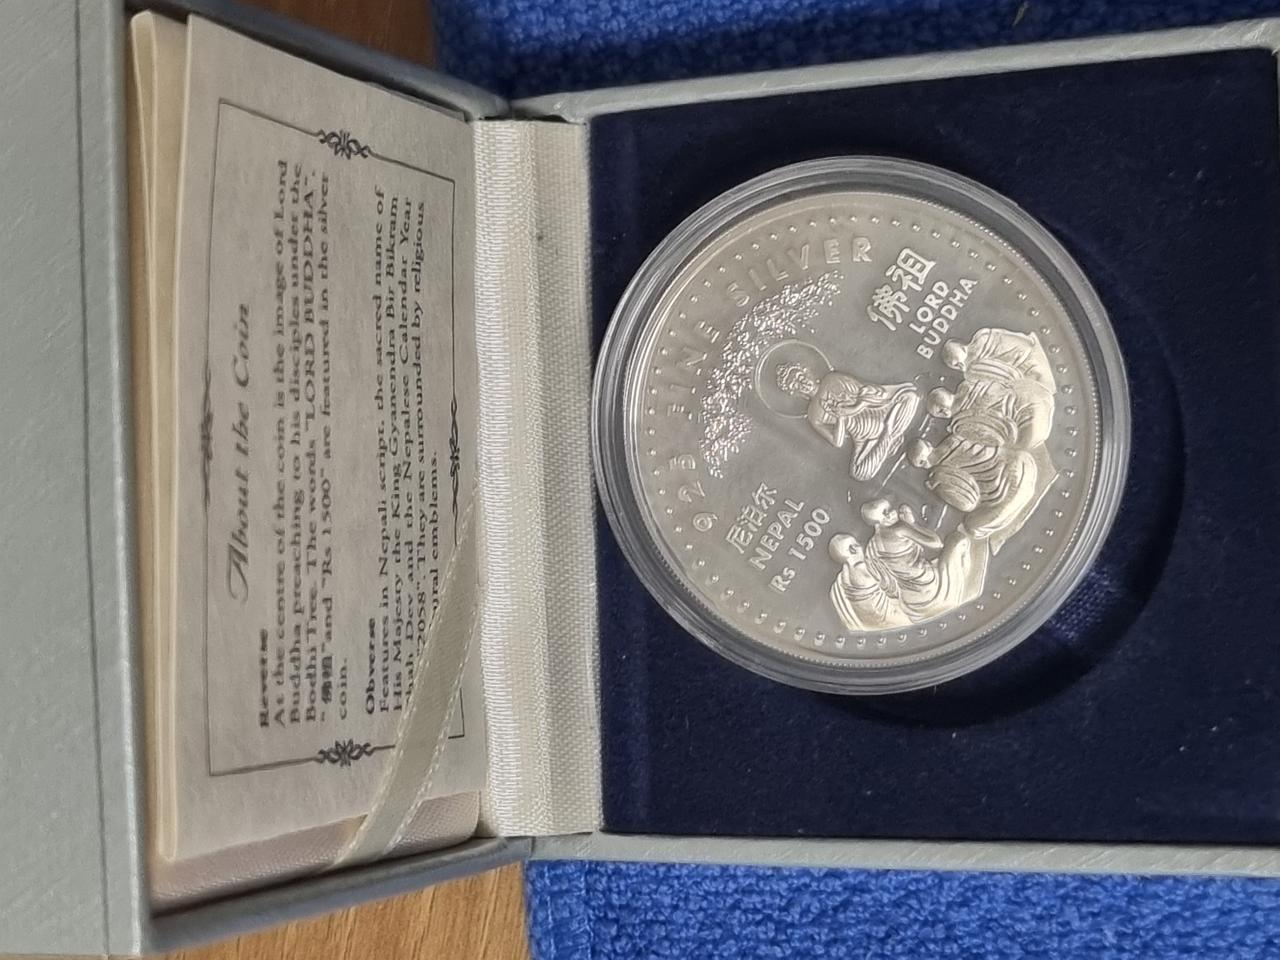 About the Coin
Reverse
At the centre of the coin is the image of Lord
Buddha preaching to his disciples under the
Bodhi Tree. The words "LORD BUDDHA",
"佛祖" and "Rs 1500" are featured in the silver
coin.
Obverse
Features in Nepali script, the sacred name of
His Majesty the King Gyanendra Bir Bikram
Shah Dev and the Nepalese Calendar Year
"2058". They are surrounded by religious
emblems.
925 FINE SILVER
尼泊尔
NEPAL
Rs 1500
佛祖
LORD
BUDDHA